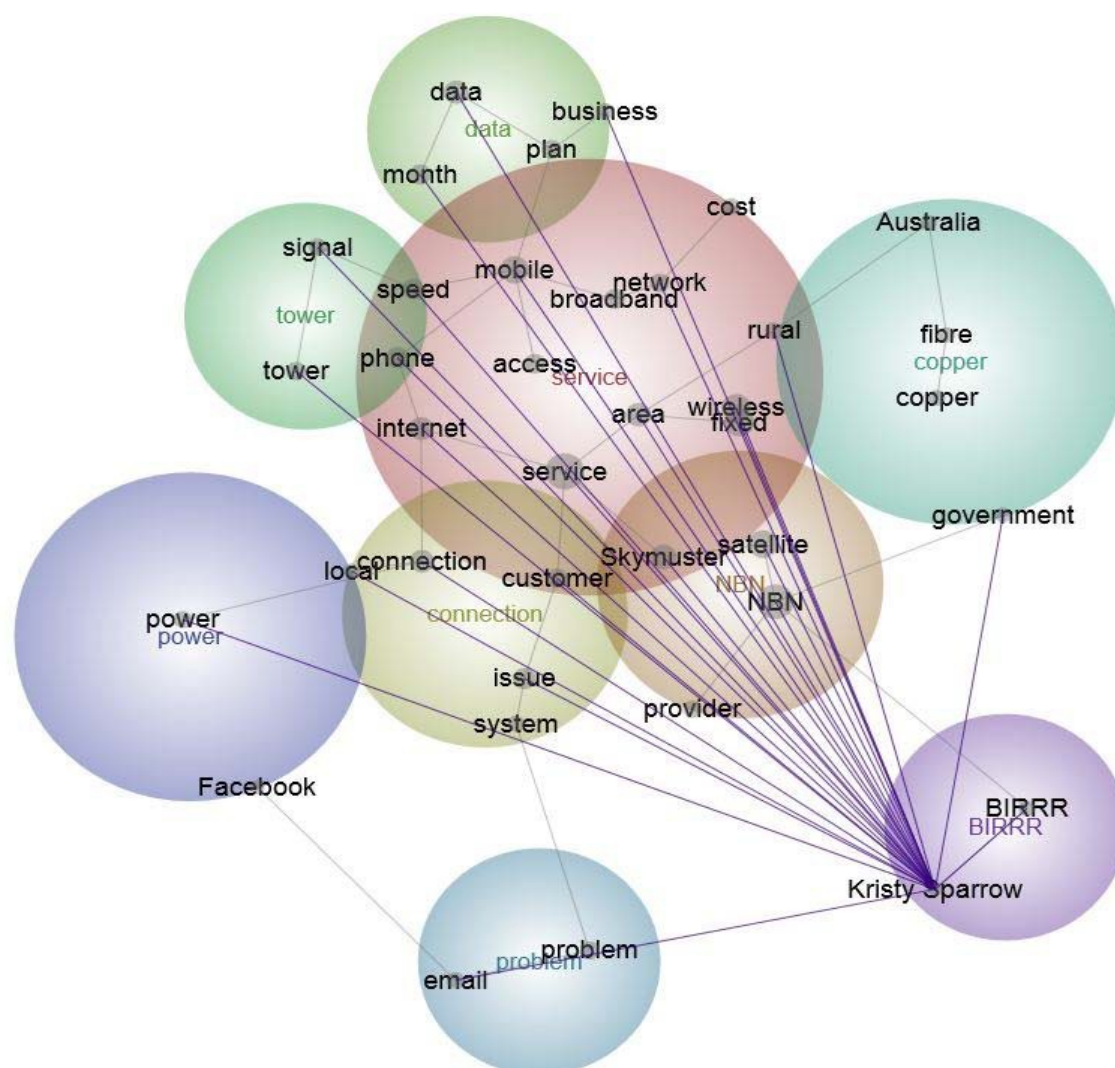 data
business
data
plan
month
cost
Australia
signal
mobile
network
speed
broadband
tower
rural
fibre
phone
access
copper
tower
service
copper
wireless
internet
area
fixed
service
government
satellite
connection
Skymuster
local
customer
NBN
NBN
power
connection
power
issue
provider
system
Facebook
BIRRR
BIRRR
Kristy Sparrow
problem
problem
email